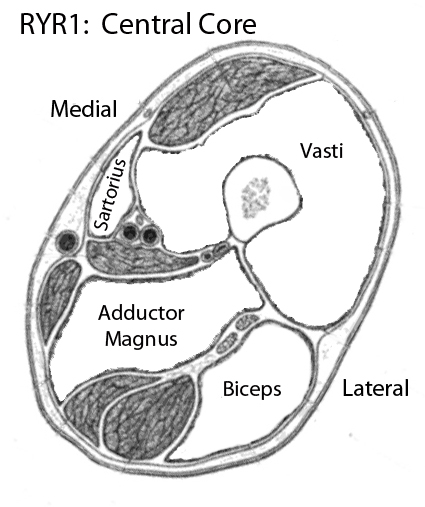 RYR1: Central Core
Medial
Vasti
Sartorius
Adductor
Magnus
Biceps
Lateral